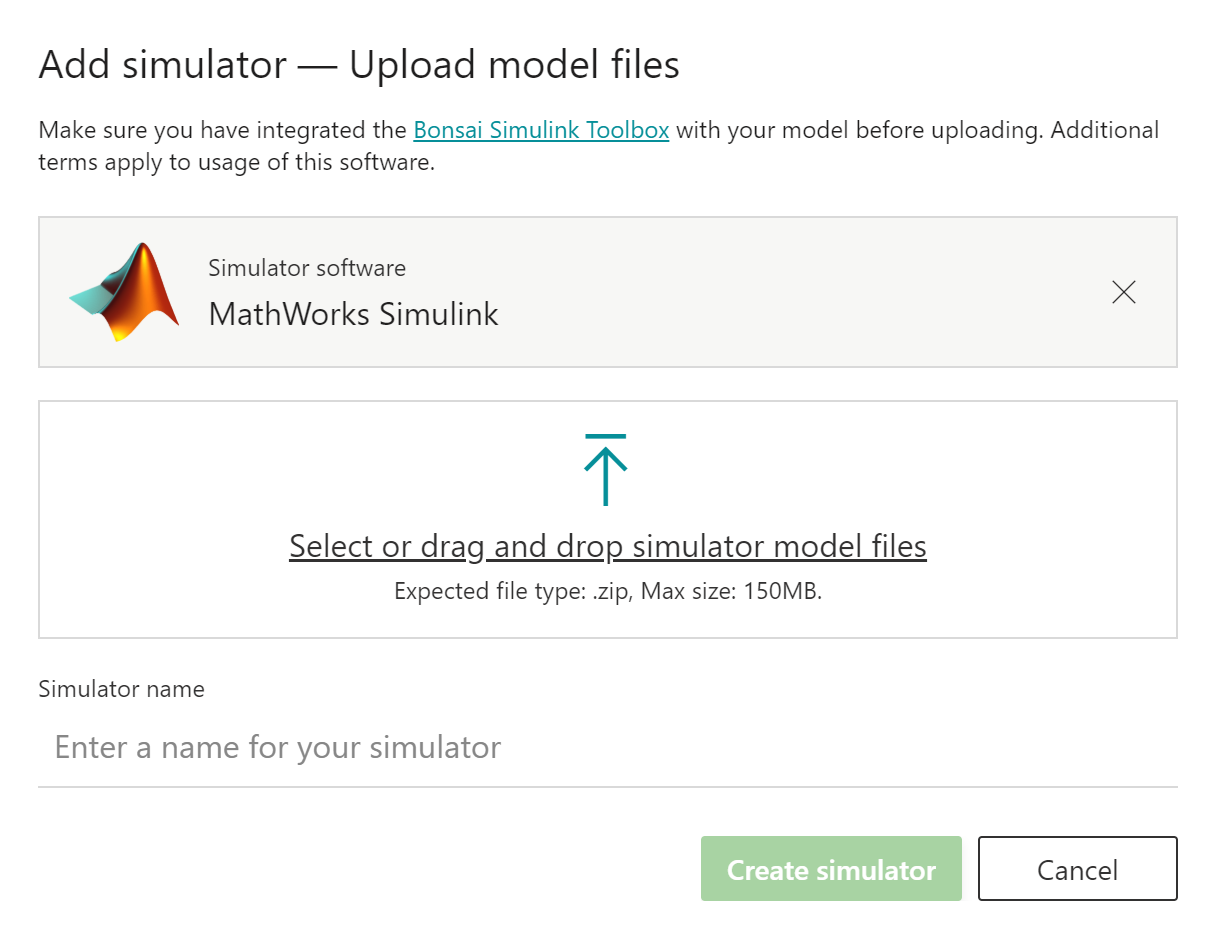 Add simulator — Upload model files
Make sure you have integrated the Bonsai Simulink Toolbox with your model before uploading. Additional
terms apply to usage of this software.
Simulator software
MathWorks Simulink
Select or drag and drop simulator model files
Expected file type: .zip, Max size: 150MB.
Simulator name
Enter a name for your simulator
Create simulator
Cancel